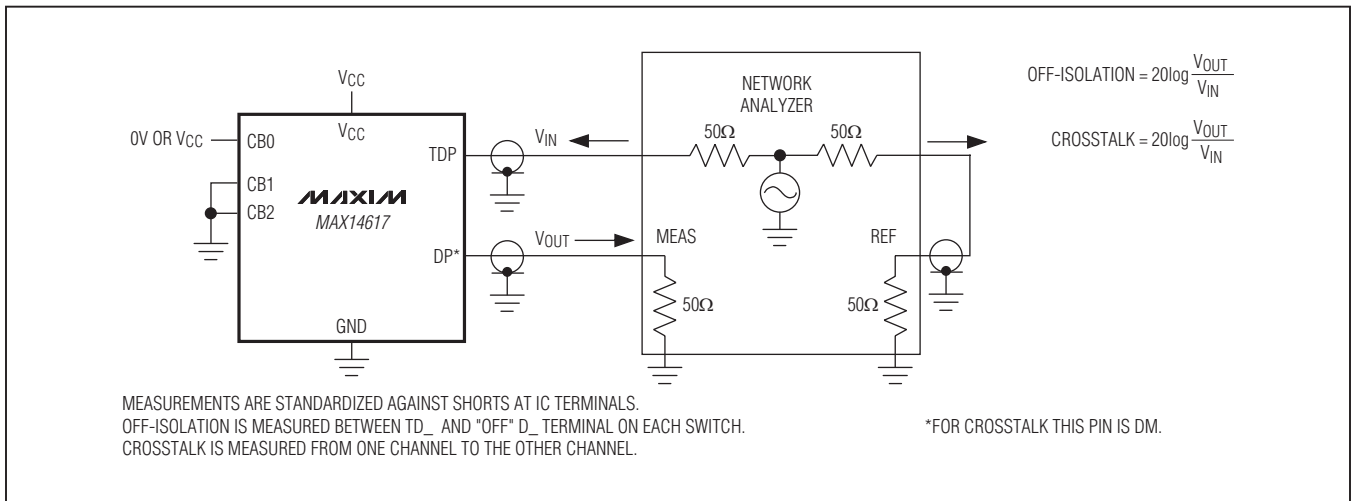 VCC
VCC
0V OR VCC
CB0
CB1
CB2
MAXIM
MAX14617
TDP
DP*
GND
VIN
VOUT
NETWORK
ANALYZER
50Ω
50Ω
MEAS
REF
50Ω
50Ω
OFF-ISOLATION = 20log VOUT/VIN
CROSSTALK = 20log VOUT/VIN
MEASUREMENTS ARE STANDARDIZED AGAINST SHORTS AT IC TERMINALS.
OFF-ISOLATION IS MEASURED BETWEEN TD_ AND "OFF" D_ TERMINAL ON EACH SWITCH.
CROSSTALK IS MEASURED FROM ONE CHANNEL TO THE OTHER CHANNEL.
*FOR CROSSTALK THIS PIN IS DM.